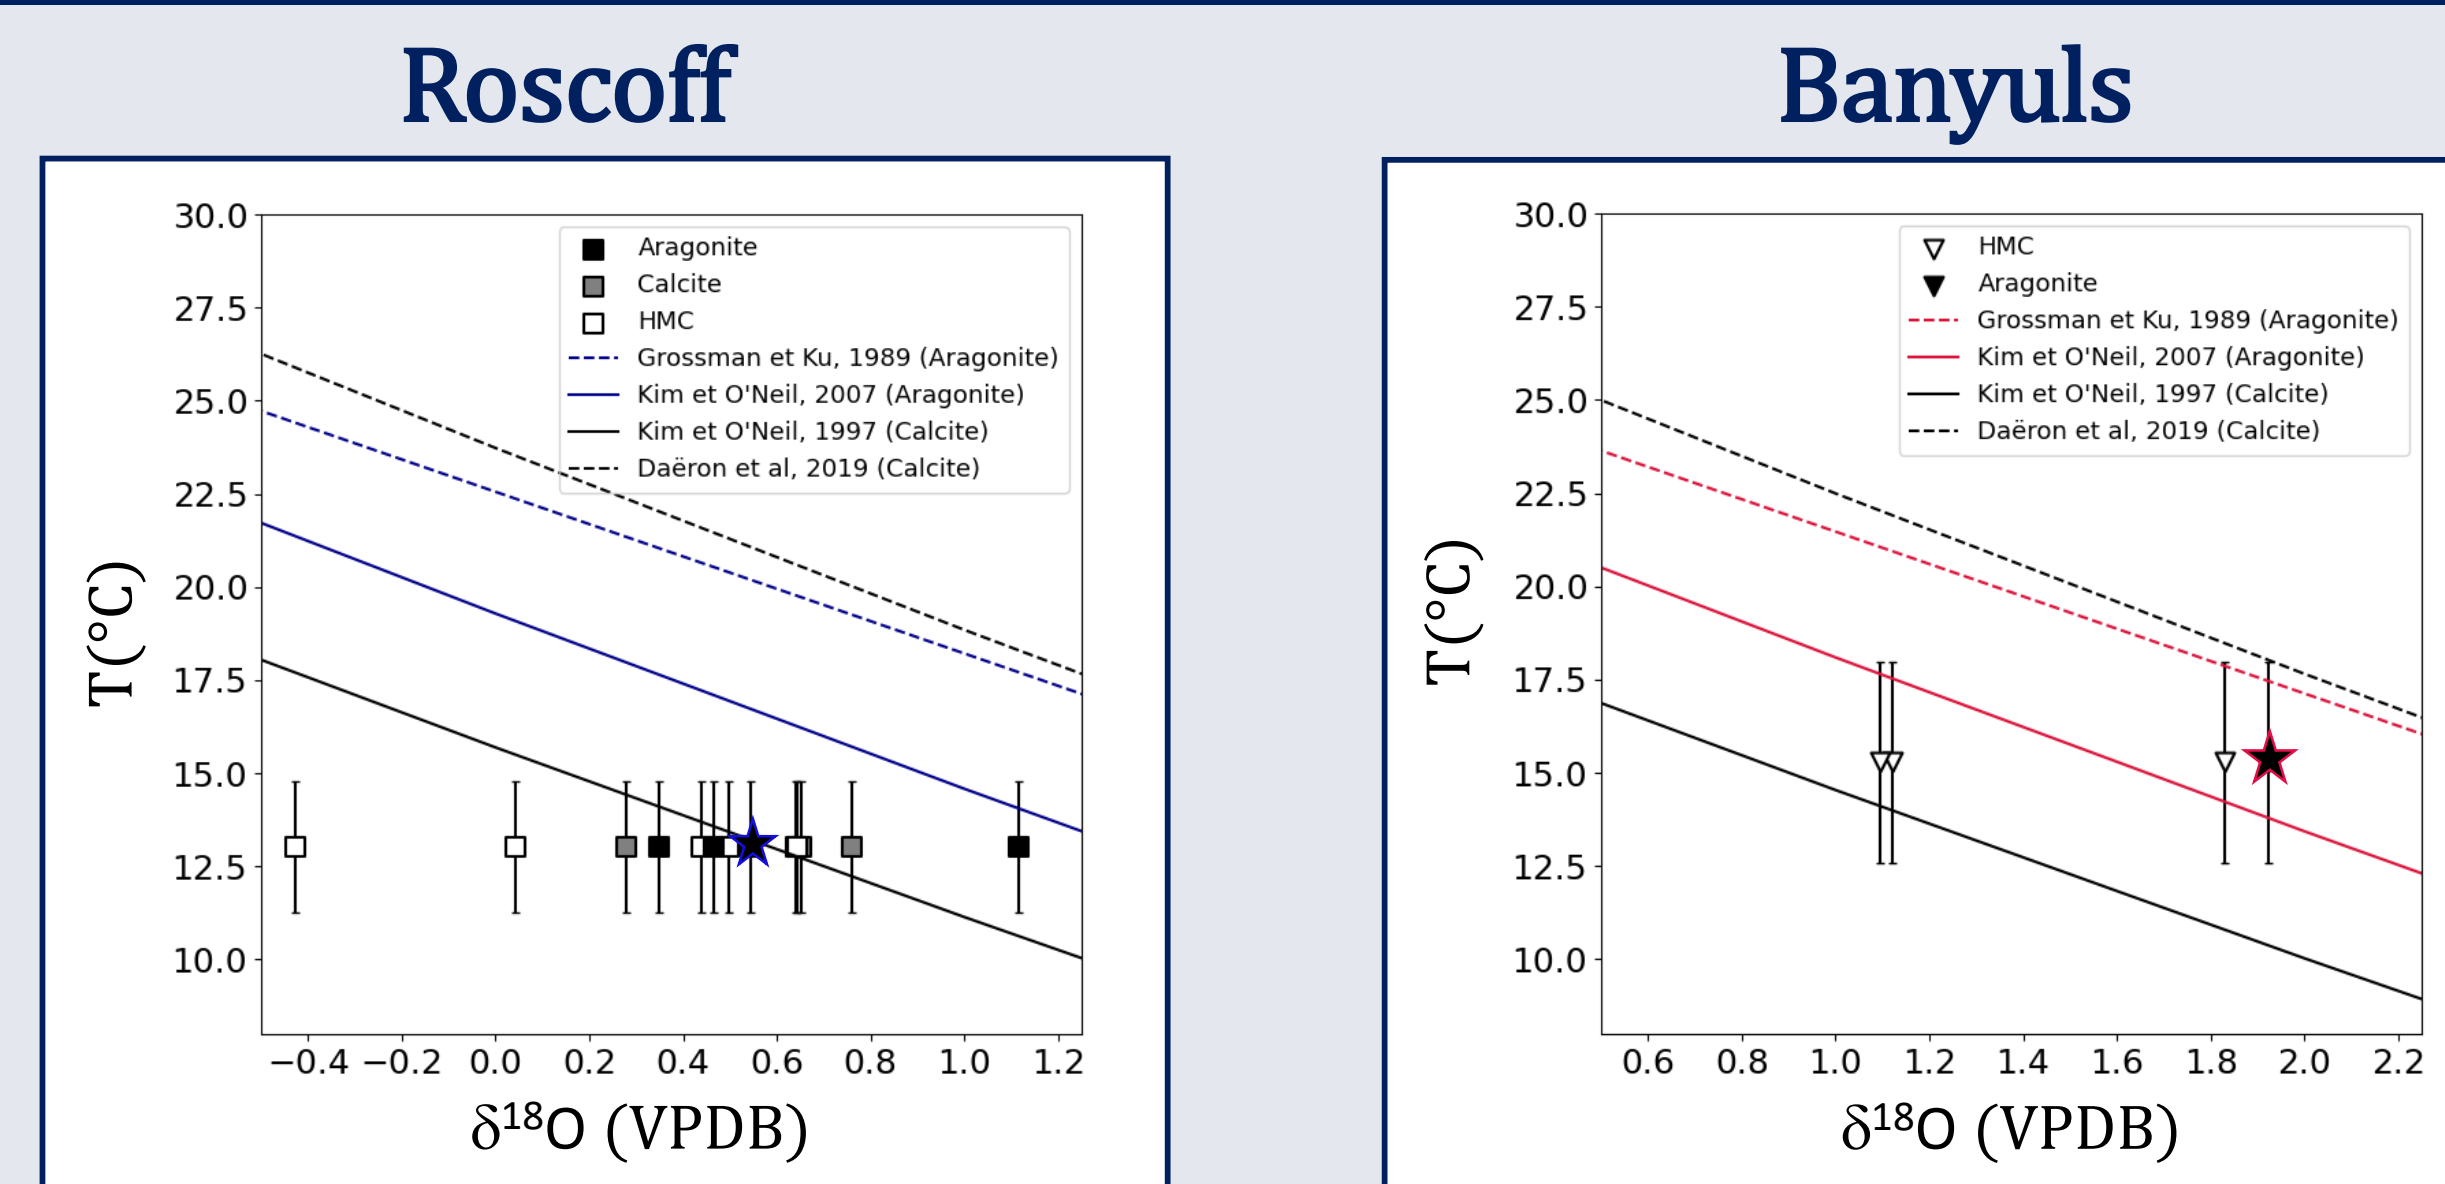 Roscoff
30.0
27.5
25.0
22.5
20.0
17.5
15.0
12.5
10.0
T(°C)
Aragonite
Calcite
HMC
Grossman et Ku, 1989 (Aragonite)
Kim et O'Neil, 2007 (Aragonite)
Kim et O'Neil, 1997 (Calcite)
Daëron et al, 2019 (Calcite)
−0.4 −0.2 0.0 0.2 0.4 0.6 0.8 1.0 1.2
δ¹⁸O (VPDB)
Banyuls
30.0
27.5
25.0
22.5
20.0
17.5
15.0
12.5
10.0
T(°C)
HMC
Aragonite
Grossman et Ku, 1989 (Aragonite)
Kim et O'Neil, 2007 (Aragonite)
Kim et O'Neil, 1997 (Calcite)
Daëron et al, 2019 (Calcite)
0.6 0.8 1.0 1.2 1.4 1.6 1.8 2.0 2.2
δ¹⁸O (VPDB)